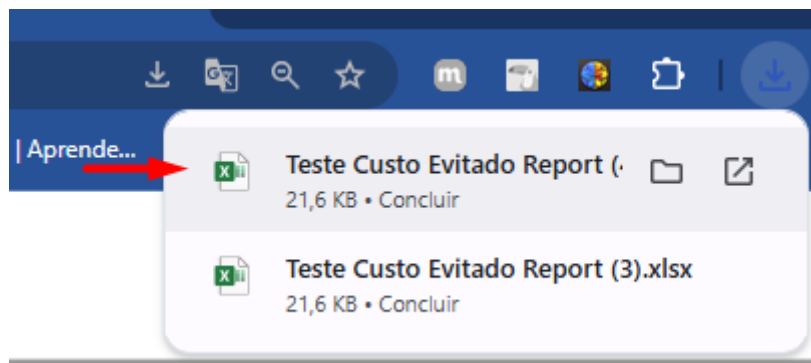 | Aprende...
Teste Custo Evitado Report (4
21,6 KB • Concluir
Teste Custo Evitado Report (3).xlsx
21,6 KB • Concluir